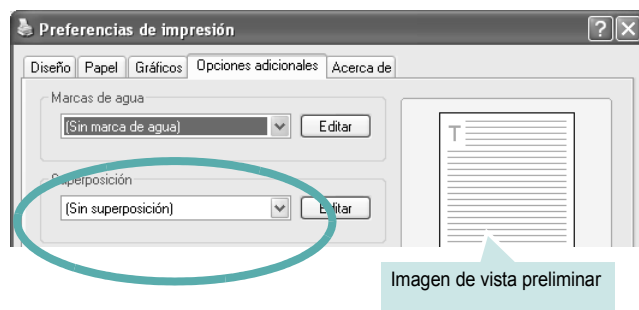 Preferencias de impresión
Diseño Papel Gráficos Opciones adicionales Acerca de
Marcas de agua
(Sin marca de agua) Editar
T
Superposición
(Sin superposición) Editar
Imagen de vista preliminar